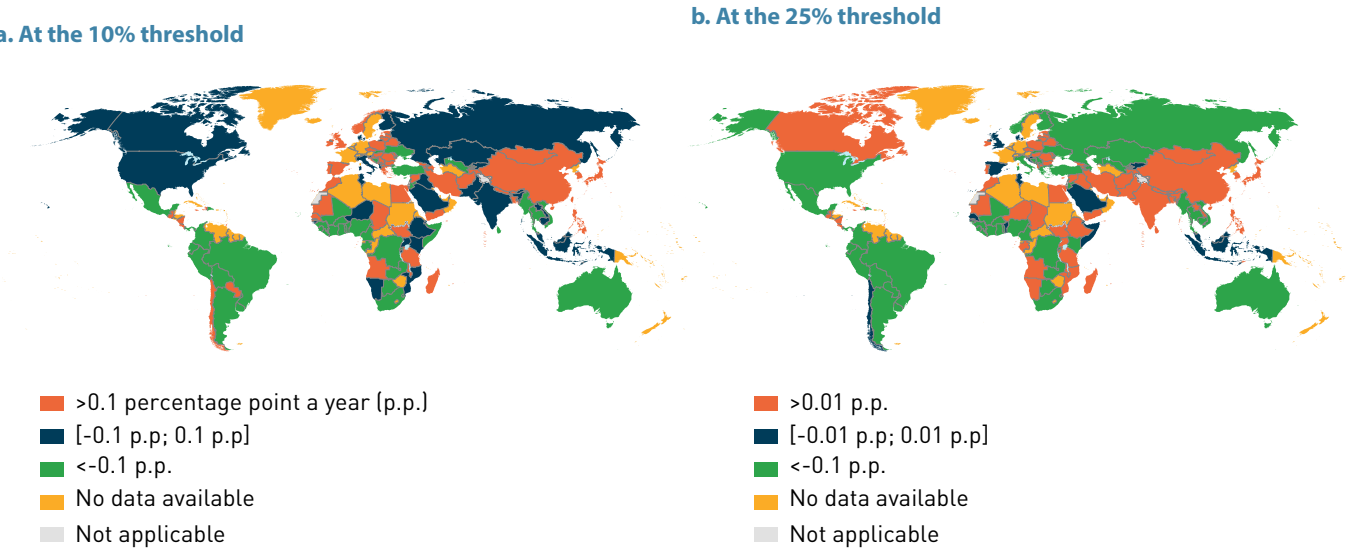 a. At the 10% threshold
>0.1 percentage point a year (p.p.)
[-0.1 p.p; 0.1 p.p]
<-0.1 p.p.
No data available
Not applicable
b. At the 25% threshold
>0.01 p.p.
[-0.01 p.p; 0.01 p.p]
<-0.1 p.p.
No data available
Not applicable